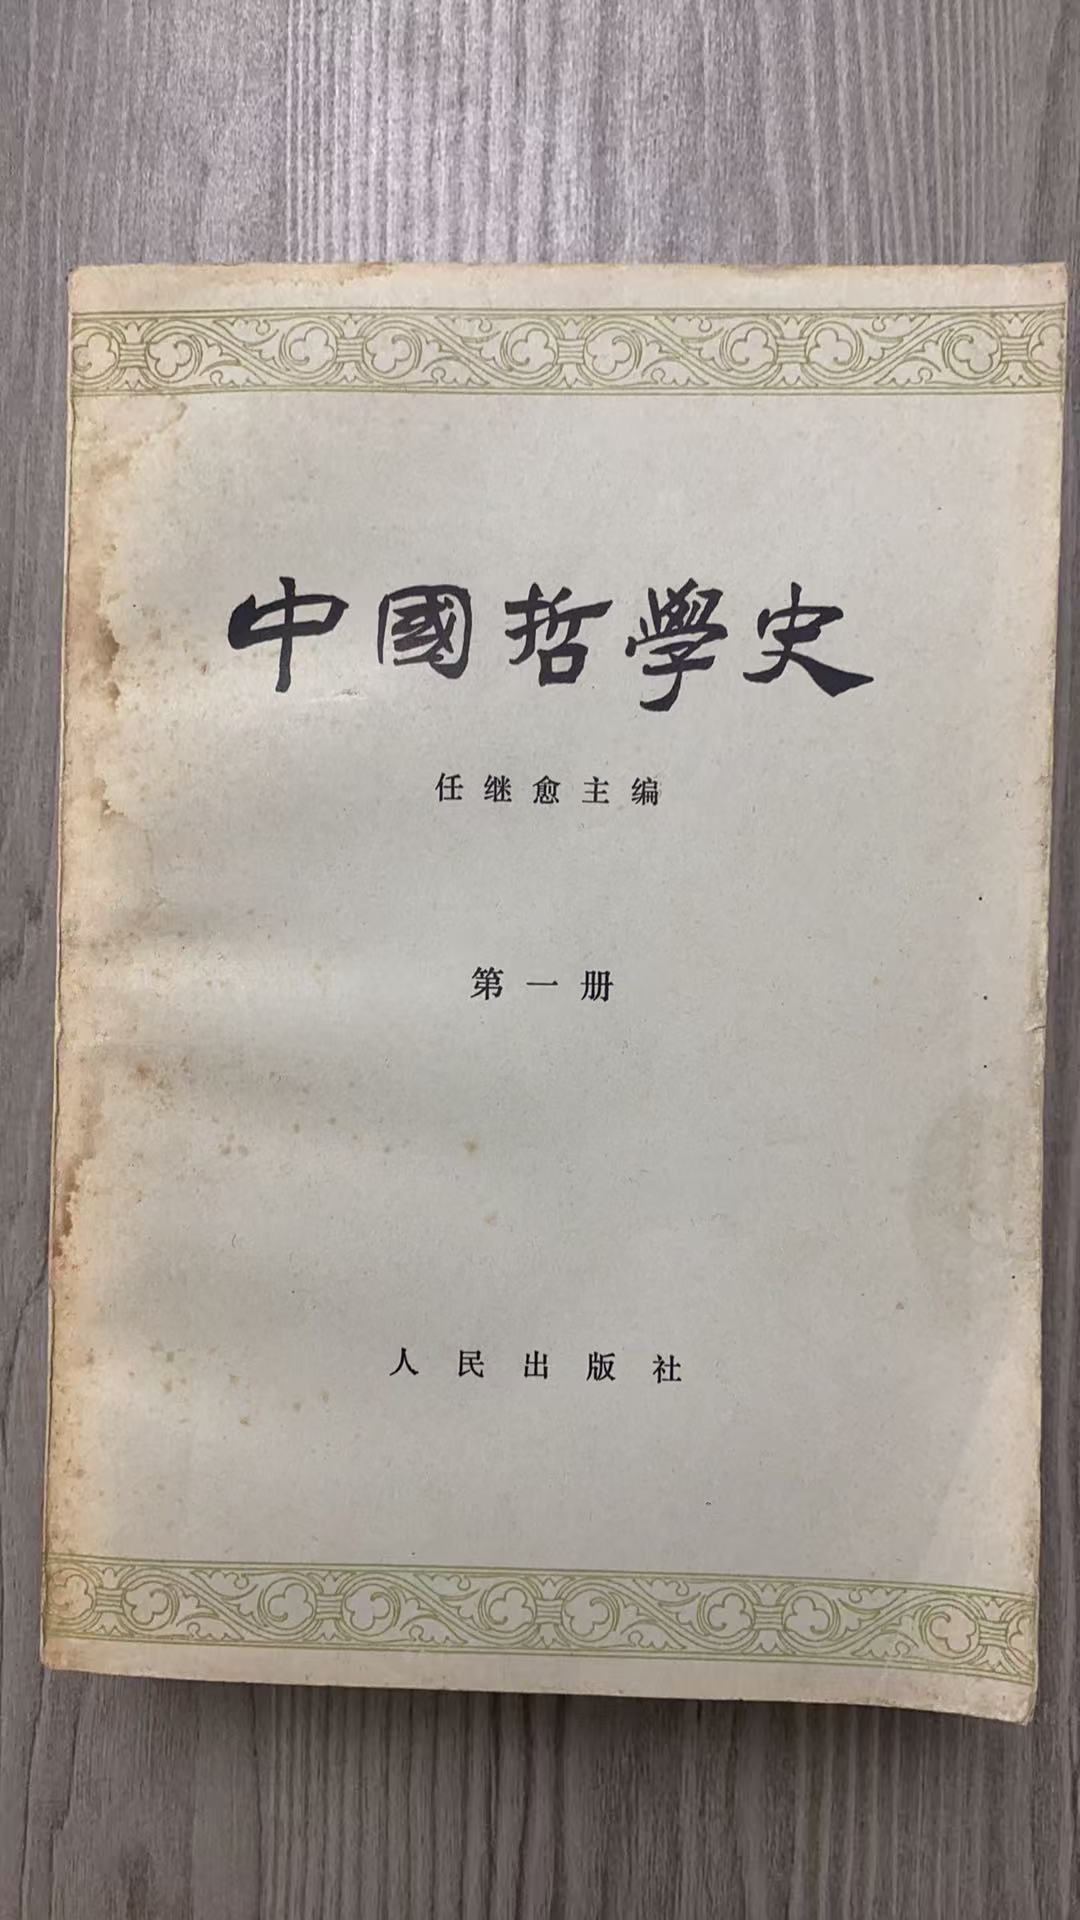 中國哲學史
任继愈主编
第一册
人民出版社